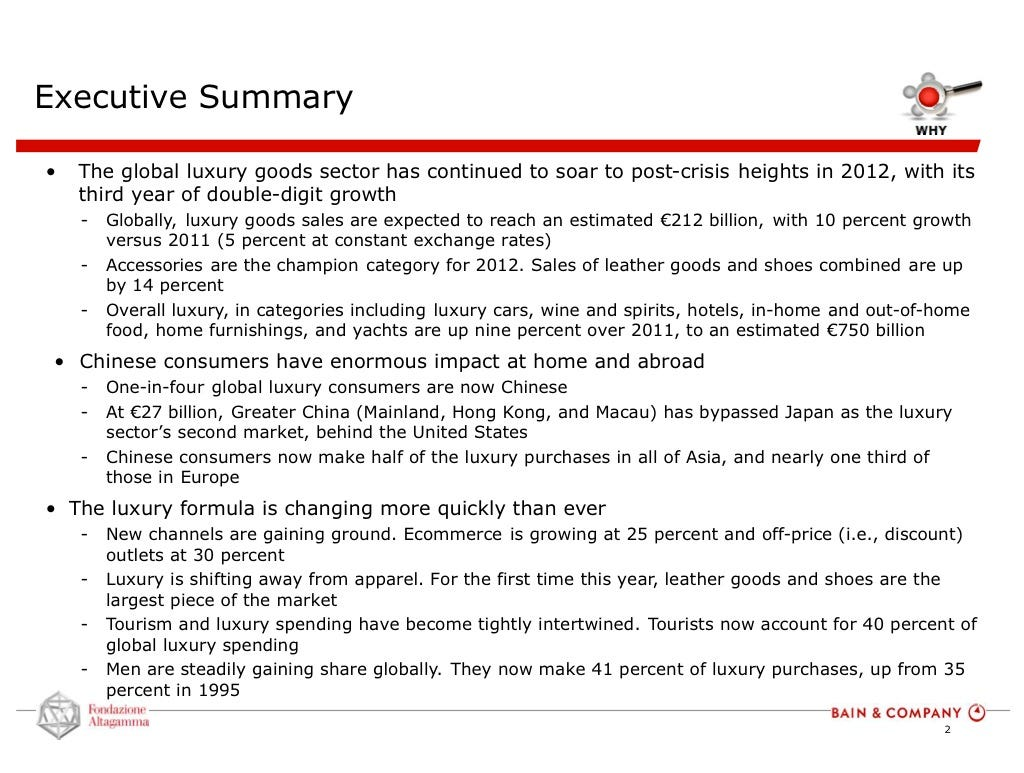 Executive Summary
WHY
• The global luxury goods sector has continued to soar to post-crisis heights in 2012, with its
third year of double-digit growth
- Globally, luxury goods sales are expected to reach an estimated €212 billion, with 10 percent growth
versus 2011 (5 percent at constant exchange rates)
- Accessories are the champion category for 2012. Sales of leather goods and shoes combined are up
by 14 percent
- Overall luxury, in categories including luxury cars, wine and spirits, hotels, in-home and out-of-home
food, home furnishings, and yachts are up nine percent over 2011, to an estimated €750 billion
• Chinese consumers have enormous impact at home and abroad
- One-in-four global luxury consumers are now Chinese
- At €27 billion, Greater China (Mainland, Hong Kong, and Macau) has bypassed Japan as the luxury
sector’s second market, behind the United States
- Chinese consumers now make half of the luxury purchases in all of Asia, and nearly one third of
those in Europe
• The luxury formula is changing more quickly than ever
- New channels are gaining ground. Ecommerce is growing at 25 percent and off-price (i.e., discount)
outlets at 30 percent
- Luxury is shifting away from apparel. For the first time this year, leather goods and shoes are the
largest piece of the market
- Tourism and luxury spending have become tightly intertwined. Tourists now account for 40 percent of
global luxury spending
- Men are steadily gaining share globally. They now make 41 percent of luxury purchases, up from 35
percent in 1995
Fondazione
Altagamma
BAIN & COMPANY
2